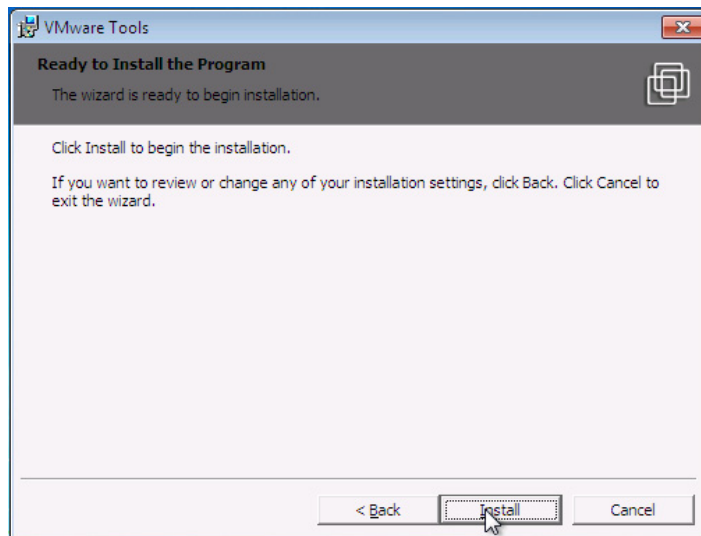 VMware Tools
Ready to Install the Program
The wizard is ready to begin installation.
Click Install to begin the installation.
If you want to review or change any of your installation settings, click Back. Click Cancel to
exit the wizard.
< Back Install Cancel